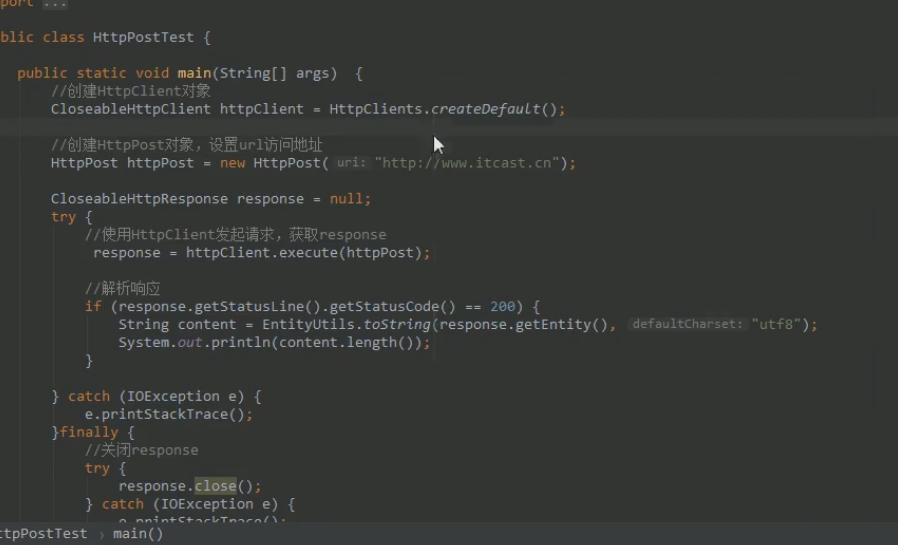 port ...
blic class HttpPostTest {
public static void main(String[] args)  {
//创建HttpClient对象
CloseableHttpClient httpClient = HttpClients.createDefault();
//创建HttpPost对象，设置url访问地址
HttpPost httpPost = new HttpPost( uri: "http://www.itcast.cn");
CloseableHttpResponse response = null;
try {
//使用HttpClient发起请求，获取response
response = httpClient.execute(httpPost);
//解析响应
if (response.getStatusLine().getStatusCode() == 200) {
String content = EntityUtils.toString(response.getEntity(), defaultCharset: "utf8");
System.out.println(content.length());
}
} catch (IOException e) {
e.printStackTrace();
}finally {
//关闭response
try {
response.close();
} catch (IOException e) {
e.printStackTrace();
ttpPostTest › main()